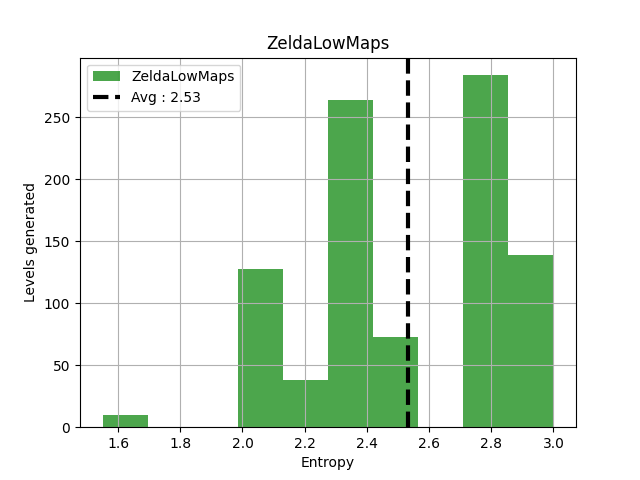 ZeldaLowMaps
ZeldaLowMaps
Avg : 2.53
Levels generated
250
200
150
100
50
0
1.6 1.8 2.0 2.2 2.4 2.6 2.8 3.0
Entropy